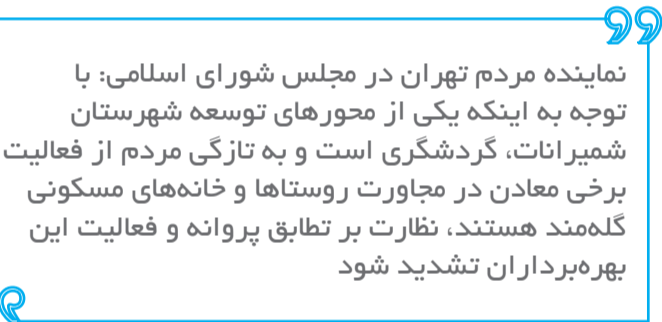 نماینده مردم تهران در مجلس شورای اسلامی: با
توجه به اینکه یکی از محورهای توسعه شهرستان
شمیرانات، گردشگری است و به تازگی مردم از فعالیت
برخی معادن در مجاورت روستاها و خانه‌های مسکونی
گله‌مند هستند، نظارت بر تطابق پروانه و فعالیت این
بهره‌برداران تشدید شود